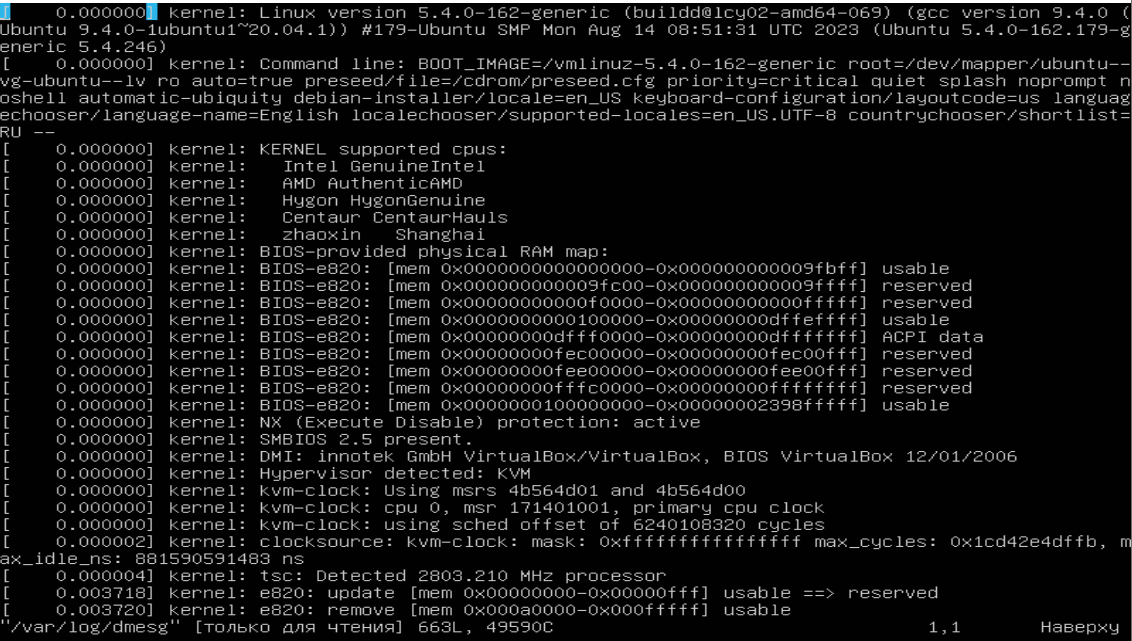 [    0.000000] kernel: Linux version 5.4.0-162-generic (buildd@lcy02-amd64-069) (gcc version 9.4.0 (
Ubuntu 9.4.0-1ubuntu1~20.04.1)) #179-Ubuntu SMP Mon Aug 14 08:51:31 UTC 2023 (Ubuntu 5.4.0-162.179-g
eneric 5.4.246)
[    0.000000] kernel: Command line: BOOT_IMAGE=/vmlinuz-5.4.0-162-generic root=/dev/mapper/ubuntu--
vg-ubuntu--lv ro auto=true preseed/file=/cdrom/preseed.cfg priority=critical quiet splash noprompt n
oshell automatic-ubiquity debian-installer/locale=en_US keyboard-configuration/layoutcode=us languag
echooser/language-name=English localechooser/supported-locales=en_US.UTF-8 countrychooser/shortlist=
RU --
[    0.000000] kernel: KERNEL supported cpus:
[    0.000000] kernel:   Intel GenuineIntel
[    0.000000] kernel:   AMD AuthenticAMD
[    0.000000] kernel:   Hygon HygonGenuine
[    0.000000] kernel:   Centaur CentaurHauls
[    0.000000] kernel:   zhaoxin   Shanghai
[    0.000000] kernel: BIOS-provided physical RAM map:
[    0.000000] kernel: BIOS-e820: [mem 0x0000000000000000-0x000000000009fbff] usable
[    0.000000] kernel: BIOS-e820: [mem 0x000000000009fc00-0x000000000009ffff] reserved
[    0.000000] kernel: BIOS-e820: [mem 0x00000000000f0000-0x00000000000fffff] reserved
[    0.000000] kernel: BIOS-e820: [mem 0x0000000000100000-0x00000000dffeffff] usable
[    0.000000] kernel: BIOS-e820: [mem 0x00000000dfff0000-0x00000000dfffffff] ACPI data
[    0.000000] kernel: BIOS-e820: [mem 0x00000000fec00000-0x00000000fec00fff] reserved
[    0.000000] kernel: BIOS-e820: [mem 0x00000000fee00000-0x00000000fee00fff] reserved
[    0.000000] kernel: BIOS-e820: [mem 0x00000000fffc0000-0x00000000ffffffff] reserved
[    0.000000] kernel: BIOS-e820: [mem 0x0000000100000000-0x00000002398fffff] usable
[    0.000000] kernel: NX (Execute Disable) protection: active
[    0.000000] kernel: SMBIOS 2.5 present.
[    0.000000] kernel: DMI: innotek GmbH VirtualBox/VirtualBox, BIOS VirtualBox 12/01/2006
[    0.000000] kernel: Hypervisor detected: KVM
[    0.000000] kernel: kvm-clock: Using msrs 4b564d01 and 4b564d00
[    0.000000] kernel: kvm-clock: cpu 0, msr 171401001, primary cpu clock
[    0.000000] kernel: kvm-clock: using sched offset of 6240108320 cycles
[    0.000002] kernel: clocksource: kvm-clock: mask: 0xffffffffffffffff max_cycles: 0x1cd42e4dffb, m
ax_idle_ns: 881590591483 ns
[    0.000004] kernel: tsc: Detected 2803.210 MHz processor
[    0.003718] kernel: e820: update [mem 0x00000000-0x00000fff] usable ==> reserved
[    0.003720] kernel: e820: remove [mem 0x000a0000-0x000fffff] usable
"/var/log/dmesg" [только для чтения] 663L, 49590C    1,1    Наверху